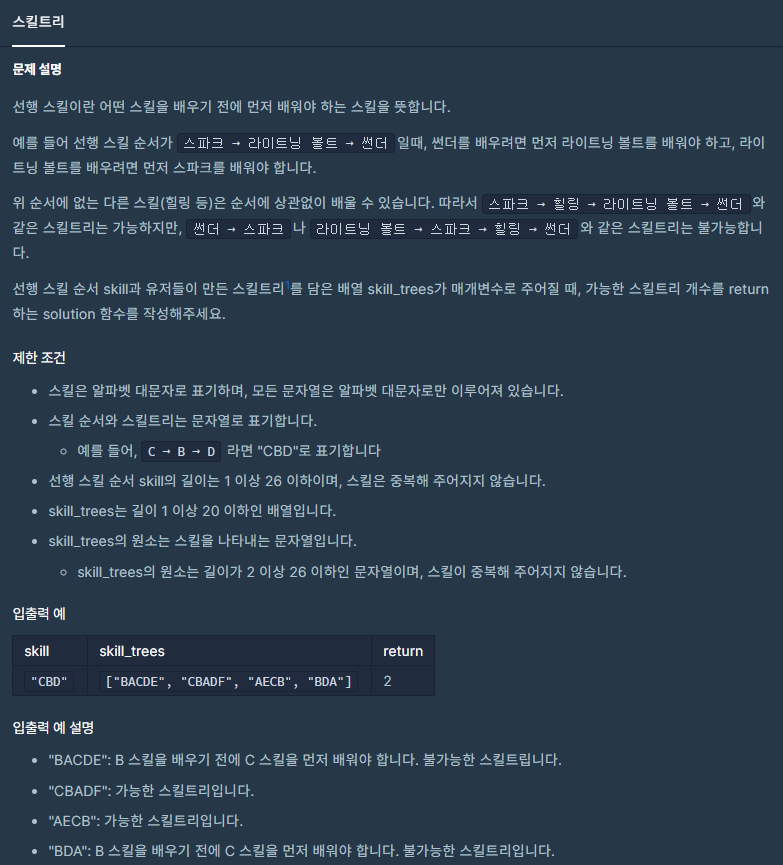 스킬트리
문제 설명
선행 스킬이란 어떤 스킬을 배우기 전에 먼저 배워야 하는 스킬을 뜻합니다.
예를 들어 선행 스킬 순서가 스파크 → 라이트닝 볼트 → 썬더 일때, 썬더를 배우려면 먼저 라이트닝 볼트를 배워야 하고, 라이
트닝 볼트를 배우려면 먼저 스파크를 배워야 합니다.
위 순서에 없는 다른 스킬(힐링 등)은 순서에 상관없이 배울 수 있습니다. 따라서 스파크 → 힐링 → 라이트닝 볼트 → 썬더 와
같은 스킬트리는 가능하지만, 썬더 → 스파크 나 라이트닝 볼트 → 스파크 → 힐링 → 썬더 와 같은 스킬트리는 불가능합니
다.
선행 스킬 순서 skill과 유저들이 만든 스킬트리1를 담은 배열 skill_trees가 매개변수로 주어질 때, 가능한 스킬트리 개수를 return
하는 solution 함수를 작성해주세요.
제한 조건
• 스킬은 알파벳 대문자로 표기하며, 모든 문자열은 알파벳 대문자로만 이루어져 있습니다.
• 스킬 순서와 스킬트리는 문자열로 표기합니다.
◦ 예를 들어, C → B → D 라면 "CBD"로 표기합니다
• 선행 스킬 순서 skill의 길이는 1 이상 26 이하이며, 스킬은 중복해 주어지지 않습니다.
• skill_trees는 길이 1 이상 20 이하인 배열입니다.
• skill_trees의 원소는 스킬을 나타내는 문자열입니다.
◦ skill_trees의 원소는 길이가 2 이상 26 이하인 문자열이며, 스킬이 중복해 주어지지 않습니다.
입출력 예
skill skill_trees return
"CBD" ["BACDE", "CBADF", "AECB", "BDA"] 2
입출력 예 설명
• "BACDE": B 스킬을 배우기 전에 C 스킬을 먼저 배워야 합니다. 불가능한 스킬트립니다.
• "CBADF": 가능한 스킬트리입니다.
• "AECB": 가능한 스킬트리입니다.
• "BDA": B 스킬을 배우기 전에 C 스킬을 먼저 배워야 합니다. 불가능한 스킬트리입니다.